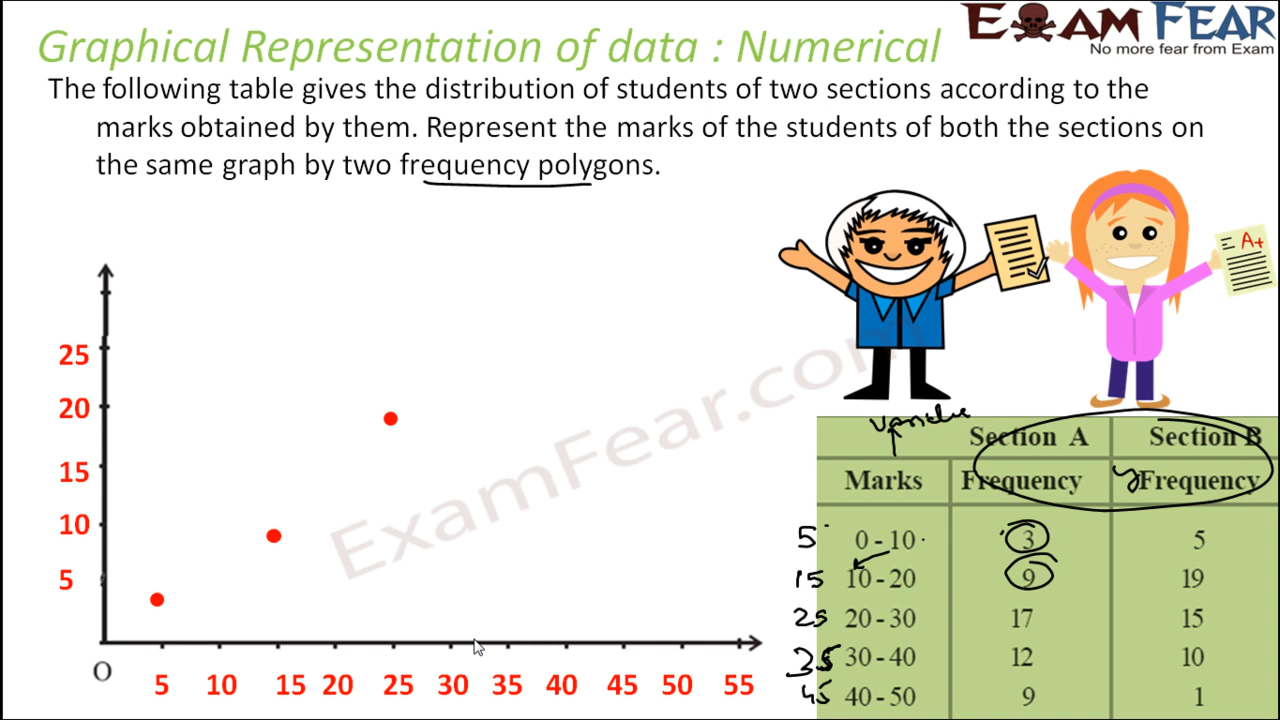 Graphical Representation of data : Numerical
EXAM FEAR
No more fear from Exam
The following table gives the distribution of students of two sections according to the
marks obtained by them. Represent the marks of the students of both the sections on
the same graph by two frequency polygons.
A+
25
20
15
10
5
O
5 10 15 20 25 30 35 40 45 50 55
ExamFear.com
variable
Section A Section B
Marks Frequency y Frequency
5 0 - 10 3 5
15 10 - 20 9 19
25 20 - 30 17 15
35 30 - 40 12 10
45 40 - 50 9 1